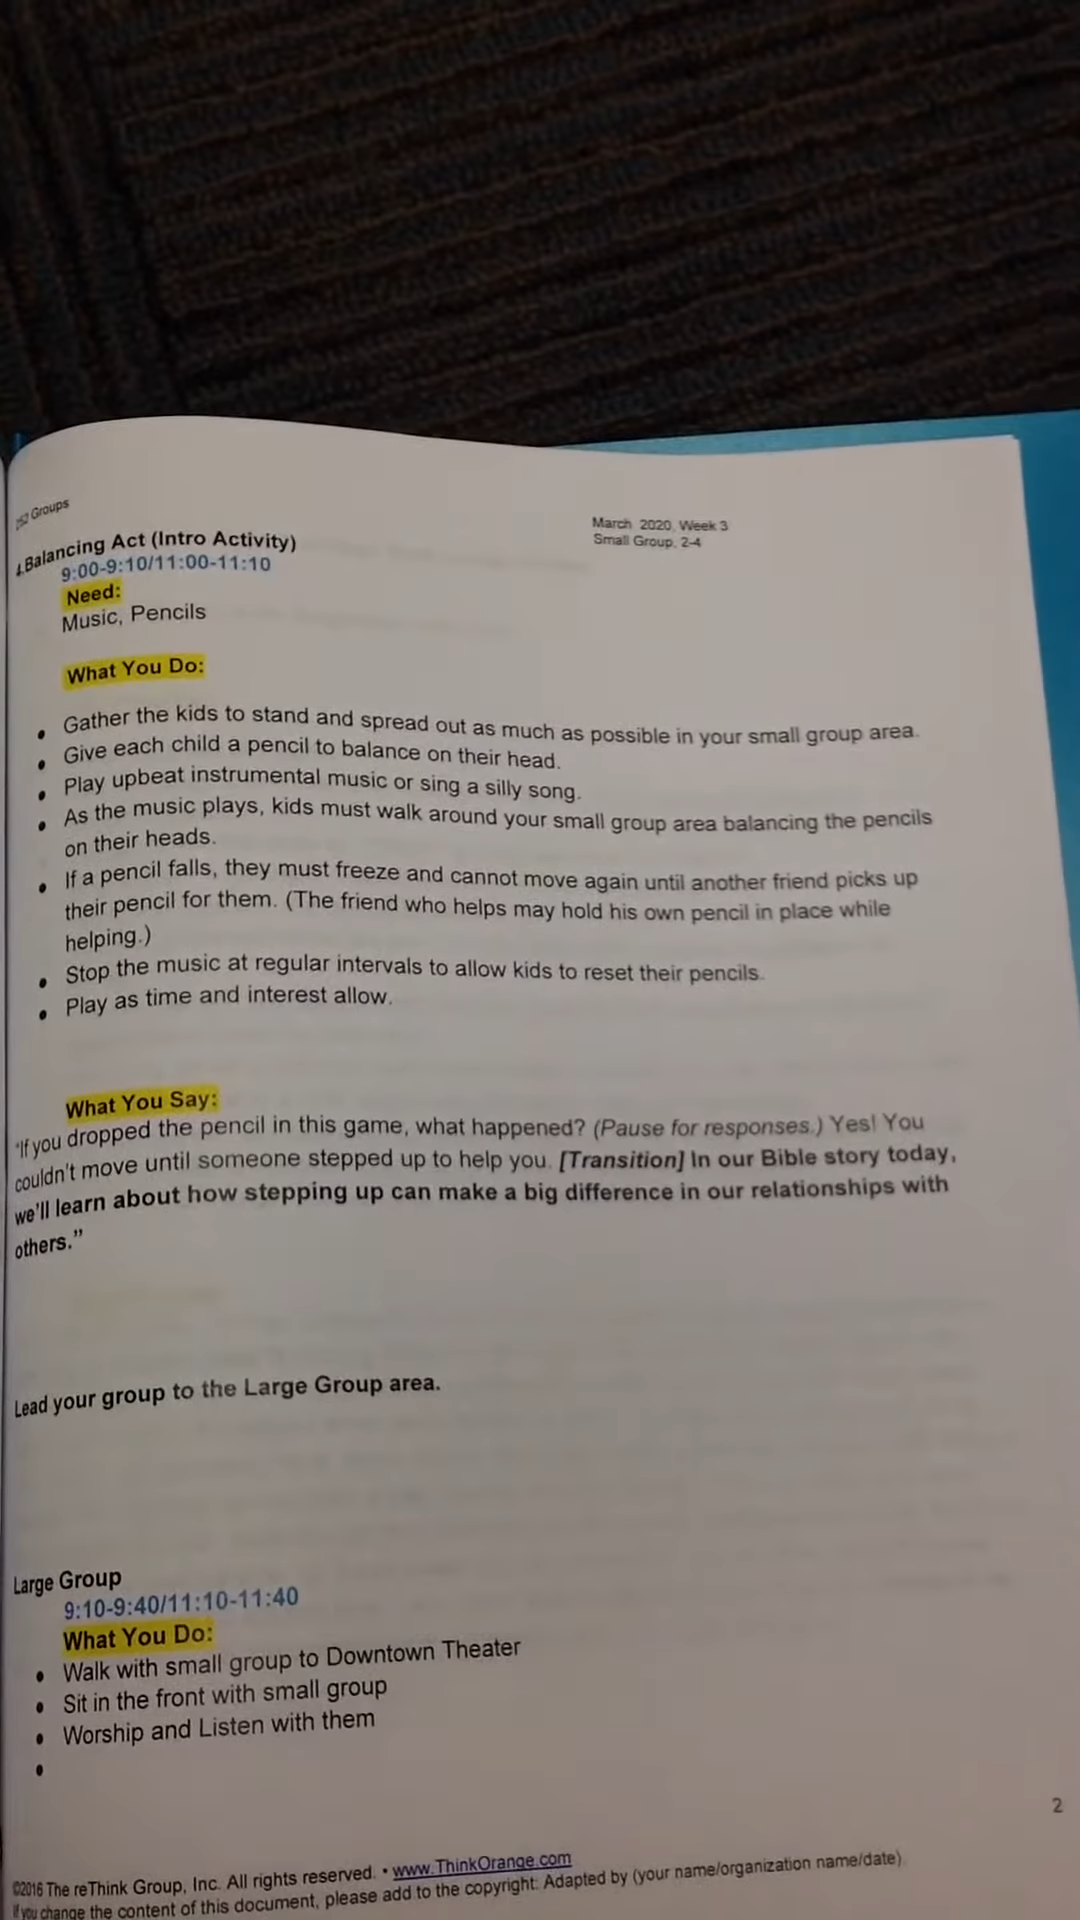 252 Groups
March 2020, Week 3
Small Group, 2-4
4.Balancing Act (Intro Activity)
9:00-9:10/11:00-11:10
Need:
Music, Pencils
What You Do:
• Gather the kids to stand and spread out as much as possible in your small group area.
• Give each child a pencil to balance on their head.
• Play upbeat instrumental music or sing a silly song.
• As the music plays, kids must walk around your small group area balancing the pencils
on their heads.
• If a pencil falls, they must freeze and cannot move again until another friend picks up
their pencil for them. (The friend who helps may hold his own pencil in place while
helping.)
• Stop the music at regular intervals to allow kids to reset their pencils.
• Play as time and interest allow.
What You Say:
“If you dropped the pencil in this game, what happened? (Pause for responses.) Yes! You
couldn't move until someone stepped up to help you. [Transition] In our Bible story today,
we'll learn about how stepping up can make a big difference in our relationships with
others.”
Lead your group to the Large Group area.
Large Group
9:10-9:40/11:10-11:40
What You Do:
• Walk with small group to Downtown Theater
• Sit in the front with small group
• Worship and Listen with them
•
2
©2016 The reThink Group, Inc. All rights reserved. • www.ThinkOrange.com
If you change the content of this document, please add to the copyright: Adapted by (your name/organization name/date).